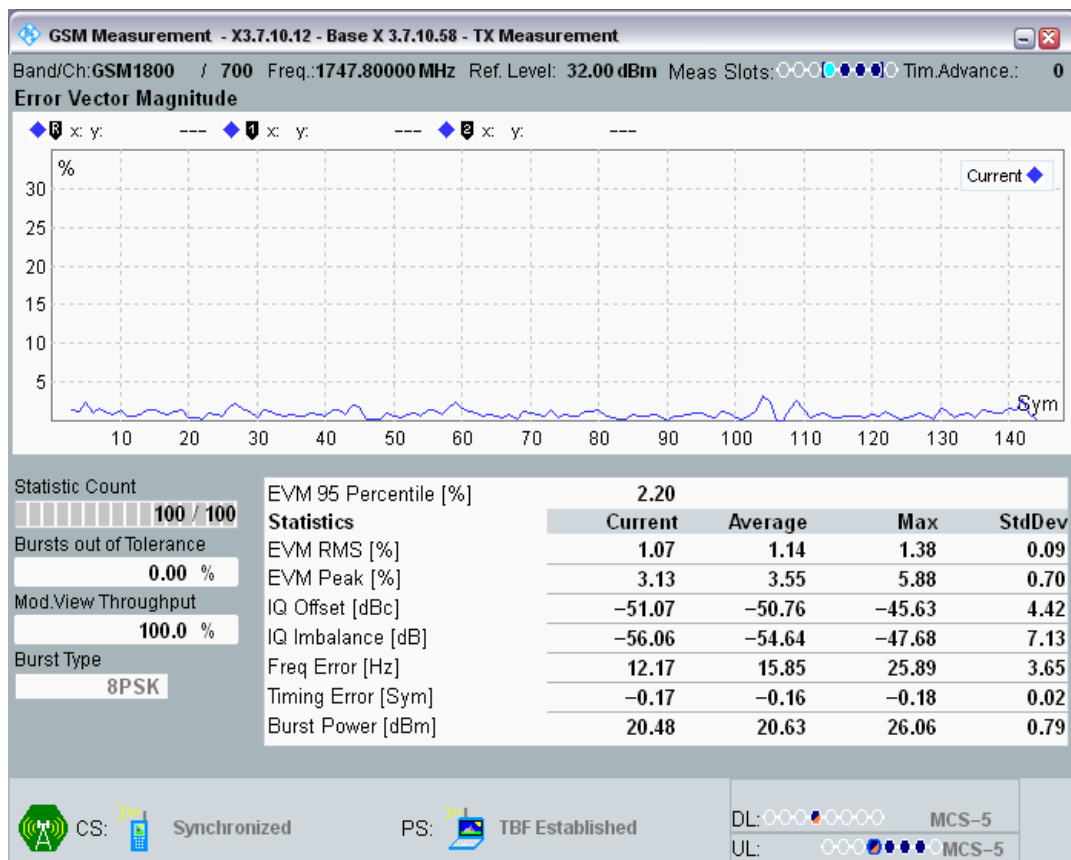 GSM Measurement - X3.7.10.12 - Base X 3.7.10.58 - TX Measurement
Band/Ch:GSM1800 / 700 Freq.:1747.80000 MHz Ref. Level: 32.00 dBm Meas Slots: Tim.Advance.: 0
Error Vector Magnitude
R x: y: --- 1 x: y: --- 2 x: y: ---
%
Current
30
25
20
15
10
5
Sym
10 20 30 40 50 60 70 80 90 100 110 120 130 140
Statistic Count
100 / 100
Bursts out of Tolerance
0.00 %
Mod.View Throughput
100.0 %
Burst Type
8PSK
EVM 95 Percentile [%] 2.20
Statistics Current Average Max StdDev
EVM RMS [%] 1.07 1.14 1.38 0.09
EVM Peak [%] 3.13 3.55 5.88 0.70
IQ Offset [dBc] −51.07 −50.76 −45.63 4.42
IQ Imbalance [dB] −56.06 −54.64 −47.68 7.13
Freq Error [Hz] 12.17 15.85 25.89 3.65
Timing Error [Sym] −0.17 −0.16 −0.18 0.02
Burst Power [dBm] 20.48 20.63 26.06 0.79
CS: Synchronized PS: TBF Established
DL: MCS−5
UL: MCS−5